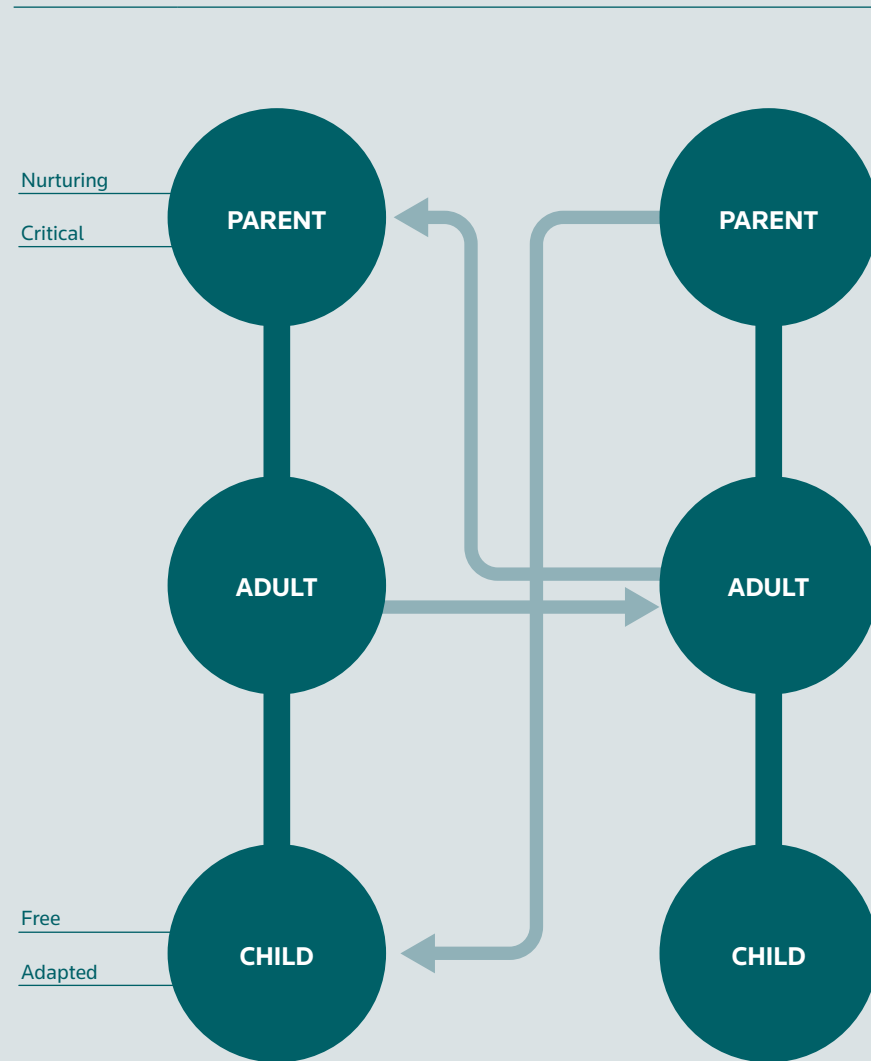 Nurturing
Critical
PARENT
PARENT
ADULT
ADULT
Free
Adapted
CHILD
CHILD